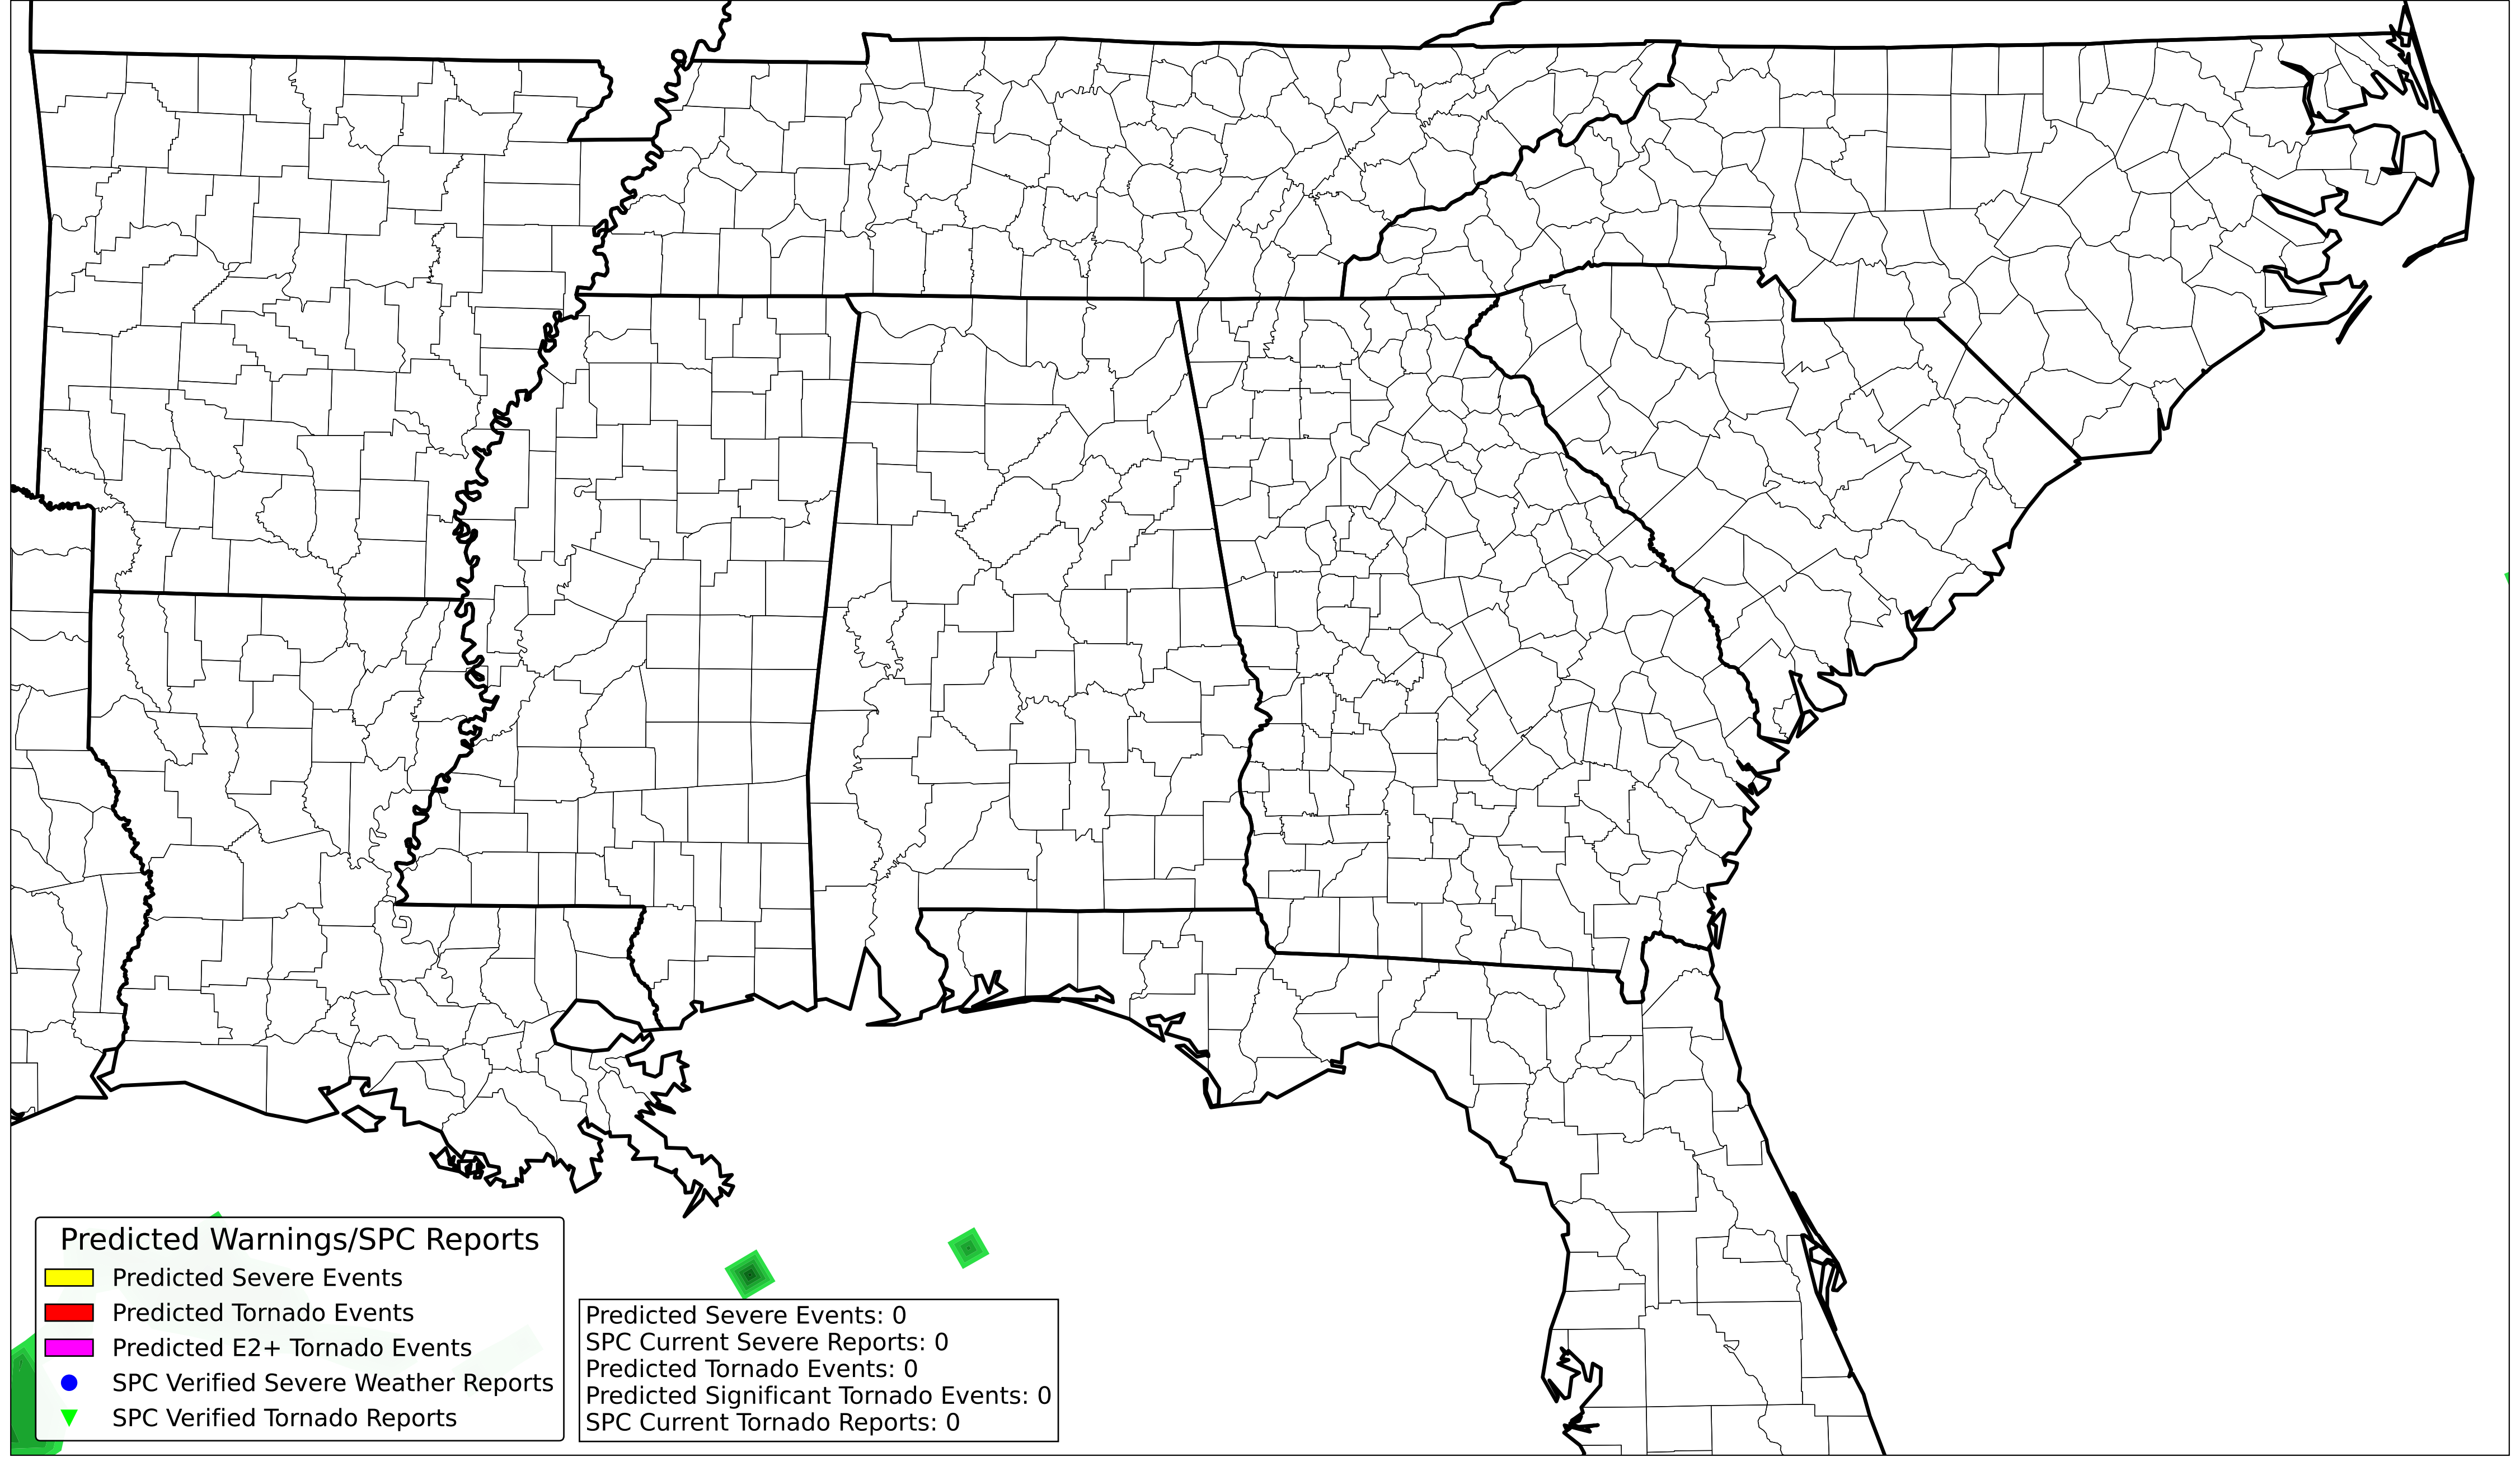 Predicted Warnings/SPC Reports
Predicted Severe Events
Predicted Tornado Events
Predicted E2+ Tornado Events
SPC Verified Severe Weather Reports
SPC Verified Tornado Reports
Predicted Severe Events: 0
SPC Current Severe Reports: 0
Predicted Tornado Events: 0
Predicted Significant Tornado Events: 0
SPC Current Tornado Reports: 0